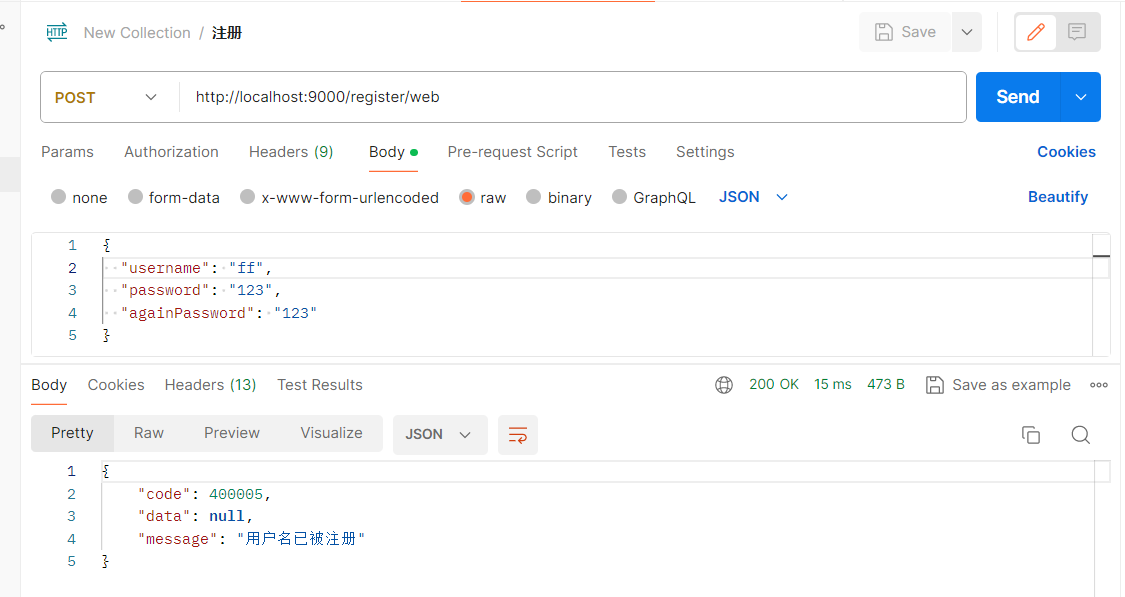 HTTP New Collection / 注册 Save
POST http://localhost:9000/register/web Send
Params Authorization Headers (9) Body Pre-request Script Tests Settings Cookies
none form-data x-www-form-urlencoded raw binary GraphQL JSON Beautify
1 {
2 "username": "ff",
3 "password": "123",
4 "againPassword": "123"
5 }
Body Cookies Headers (13) Test Results 200 OK 15 ms 473 B Save as example
Pretty Raw Preview Visualize JSON
1 {
2 "code": 400005,
3 "data": null,
4 "message": "用户名已被注册"
5 }